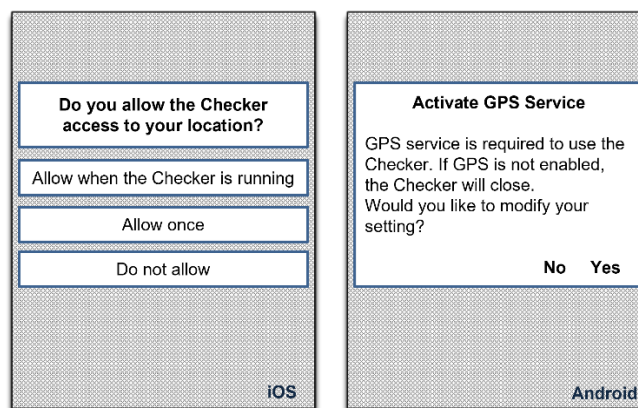 Do you allow the Checker
access to your location?
Allow when the Checker is running
Allow once
Do not allow
iOS
Activate GPS Service
GPS service is required to use the
Checker. If GPS is not enabled,
the Checker will close.
Would you like to modify your
setting?
No Yes
Android